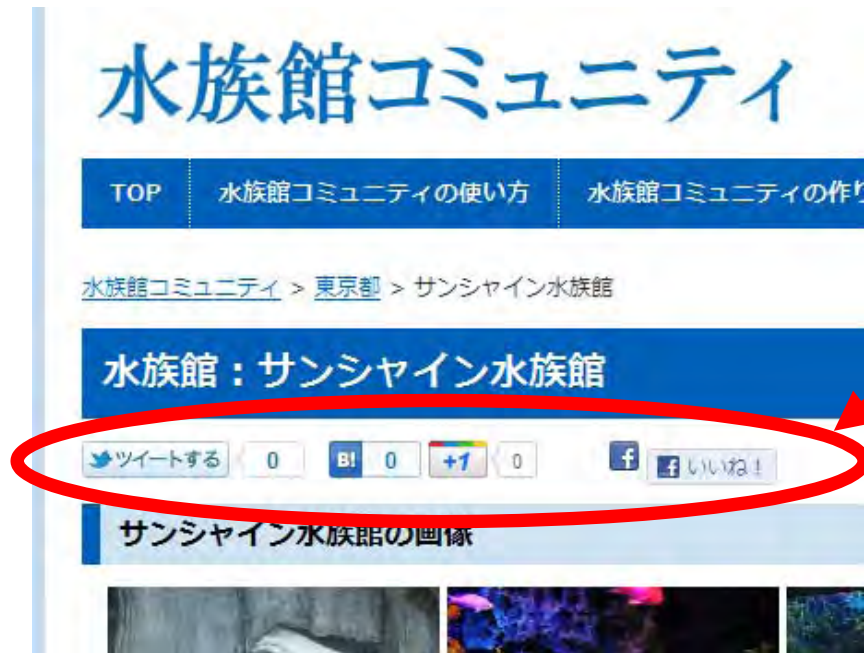 水族館コミュニティ
TOP 水族館コミュニティの使い方 水族館コミュニティの作り
水族館コミュニティ > 東京都 > サンシャイン水族館
水族館：サンシャイン水族館
ツイートする 0 B! 0 +1 0 f f いいね！
サンシャイン水族館の画像